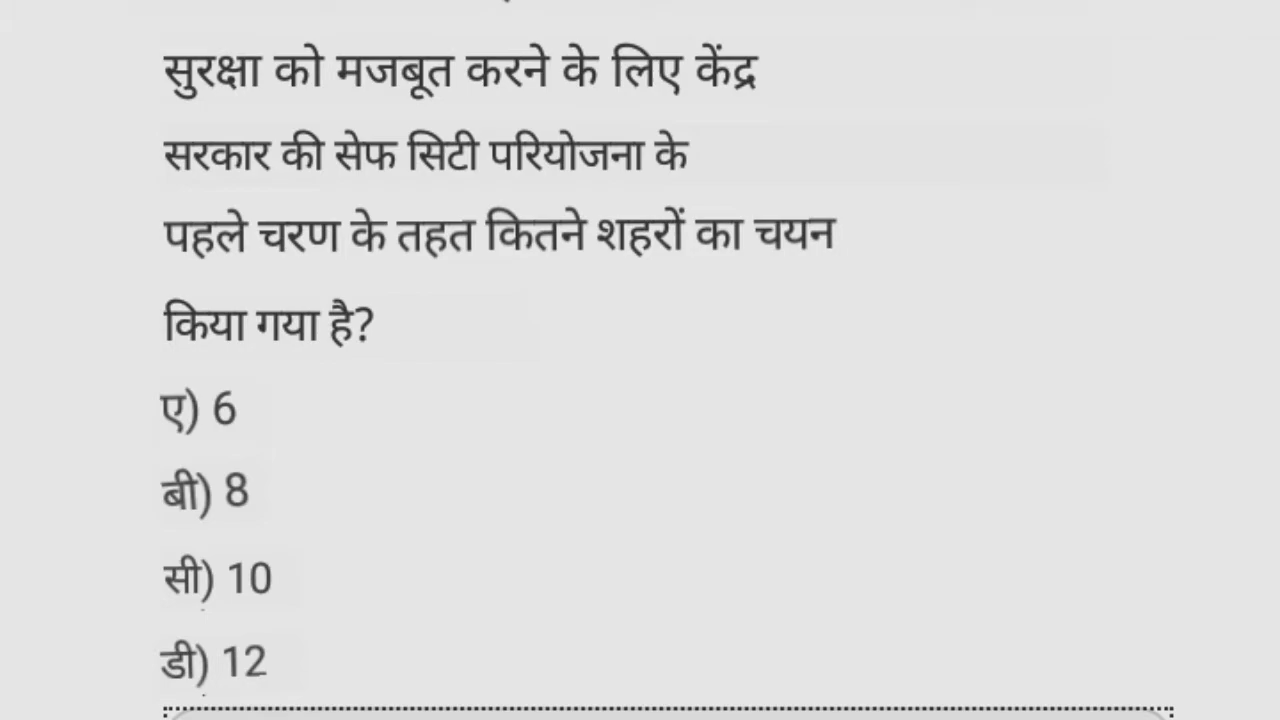 सुरक्षा को मजबूत करने के लिए केंद्र
सरकार की सेफ सिटी परियोजना के
पहले चरण के तहत कितने शहरों का चयन
किया गया है?
ए) 6
बी) 8
सी) 10
डी) 12